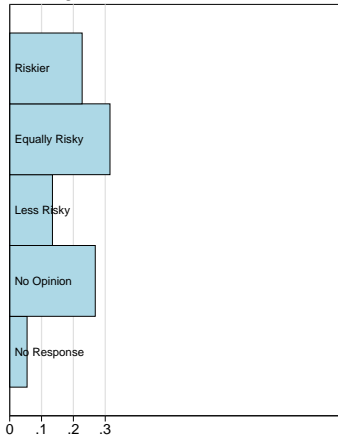 Riskier
Equally Risky
Less Risky
No Opinion
No Response
0 .1 .2 .3